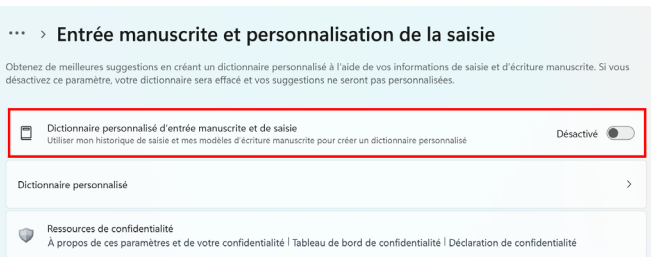 ··· > Entrée manuscrite et personnalisation de la saisie
Obtenez de meilleures suggestions en créant un dictionnaire personnalisé à l'aide de vos informations de saisie et d'écriture manuscrite. Si vous
désactivez ce paramètre, votre dictionnaire sera effacé et vos suggestions ne seront pas personnalisées.
Dictionnaire personnalisé d'entrée manuscrite et de saisie
Utiliser mon historique de saisie et mes modèles d'écriture manuscrite pour créer un dictionnaire personnalisé
Désactivé
Dictionnaire personnalisé >
Ressources de confidentialité
À propos de ces paramètres et de votre confidentialité | Tableau de bord de confidentialité | Déclaration de confidentialité